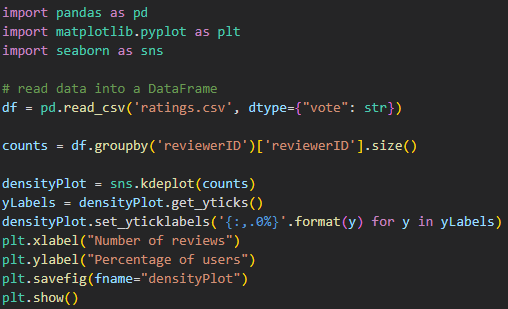 import pandas as pd
import matplotlib.pyplot as plt
import seaborn as sns
# read data into a DataFrame
df = pd.read_csv('ratings.csv', dtype={"vote": str})
counts = df.groupby('reviewerID')['reviewerID'].size()
densityPlot = sns.kdeplot(counts)
yLabels = densityPlot.get_yticks()
densityPlot.set_yticklabels('{:,.0%}'.format(y) for y in yLabels)
plt.xlabel("Number of reviews")
plt.ylabel("Percentage of users")
plt.savefig(fname="densityPlot")
plt.show()